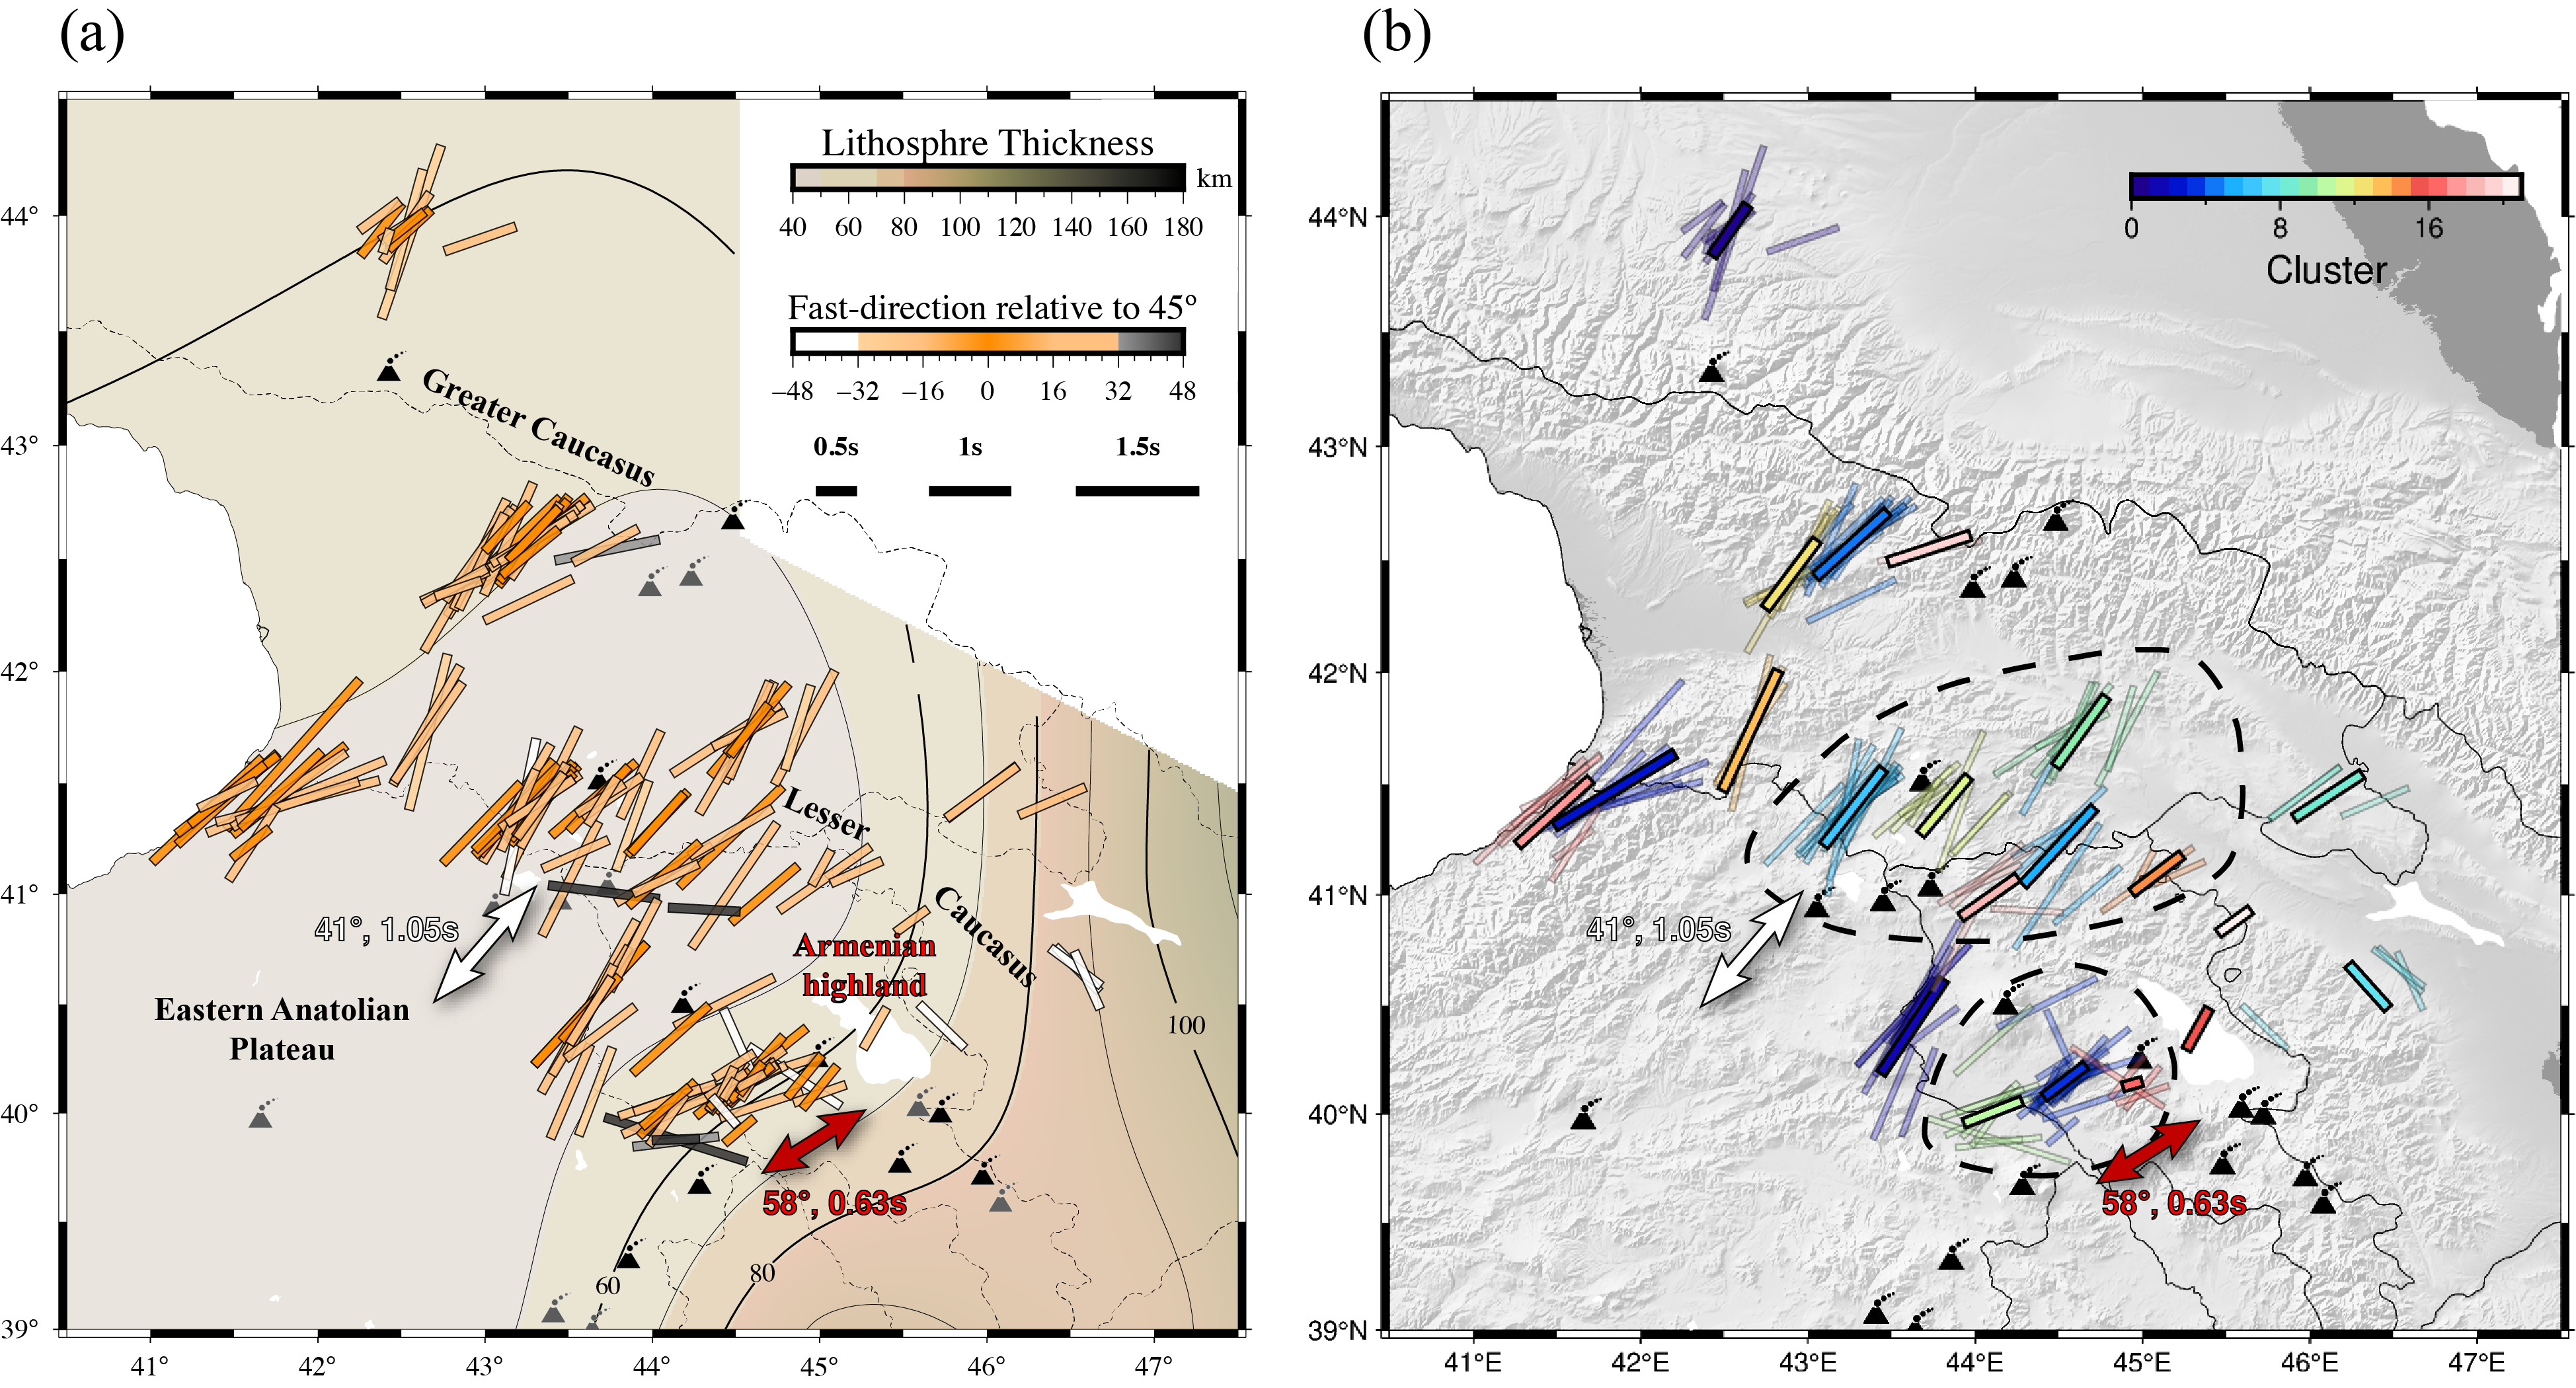 (a)
(b)
Lithosphre Thickness
km
40 60 80 100 120 140 160 180
Fast-direction relative to 45°
−48 −32 −16 0 16 32 48
0.5s 1s 1.5s
Greater Caucasus
Lesser
Caucasus
Armenian
highland
41°, 1.05s
Eastern Anatolian
Plateau
58°, 0.63s
60
80
100
44°
43°
42°
41°
40°
39°
41° 42° 43° 44° 45° 46° 47°
0 8 16
Cluster
41°, 1.05s
58°, 0.63s
44°N
43°N
42°N
41°N
40°N
39°N
41°E 42°E 43°E 44°E 45°E 46°E 47°E